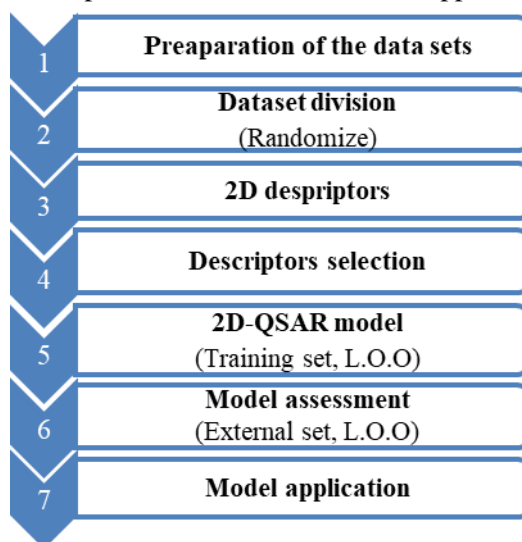 1 Preaparation of the data sets
2 Dataset division
(Randomize)
3 2D despriptors
4 Descriptors selection
5 2D-QSAR model
(Training set, L.O.O)
6 Model assessment
(External set, L.O.O)
7 Model application